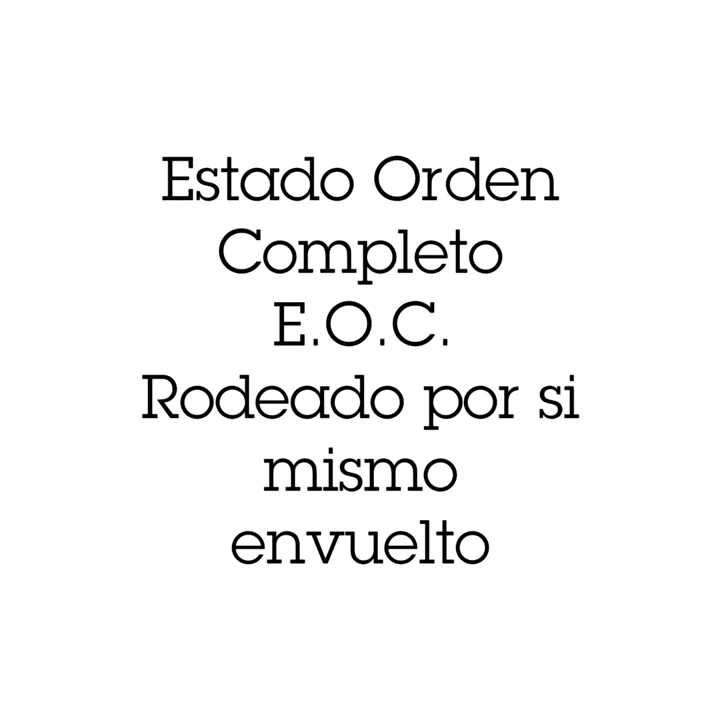 Estado Orden
Completo
E.O.C.
Rodeado por si
mismo
envuelto